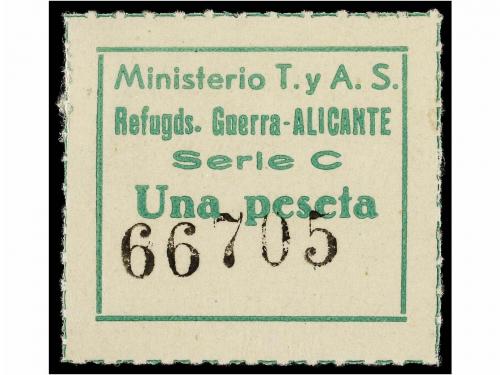 Ministerio T. y A. S.
Refugds. Guerra-ALICANTE
Serie C
Una peseta
66705